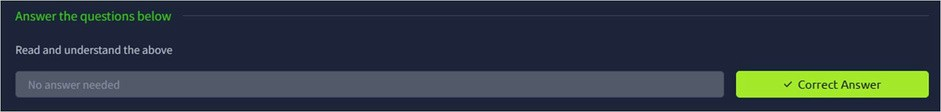 Answer the questions below
Read and understand the above
No answer needed
✓ Correct Answer